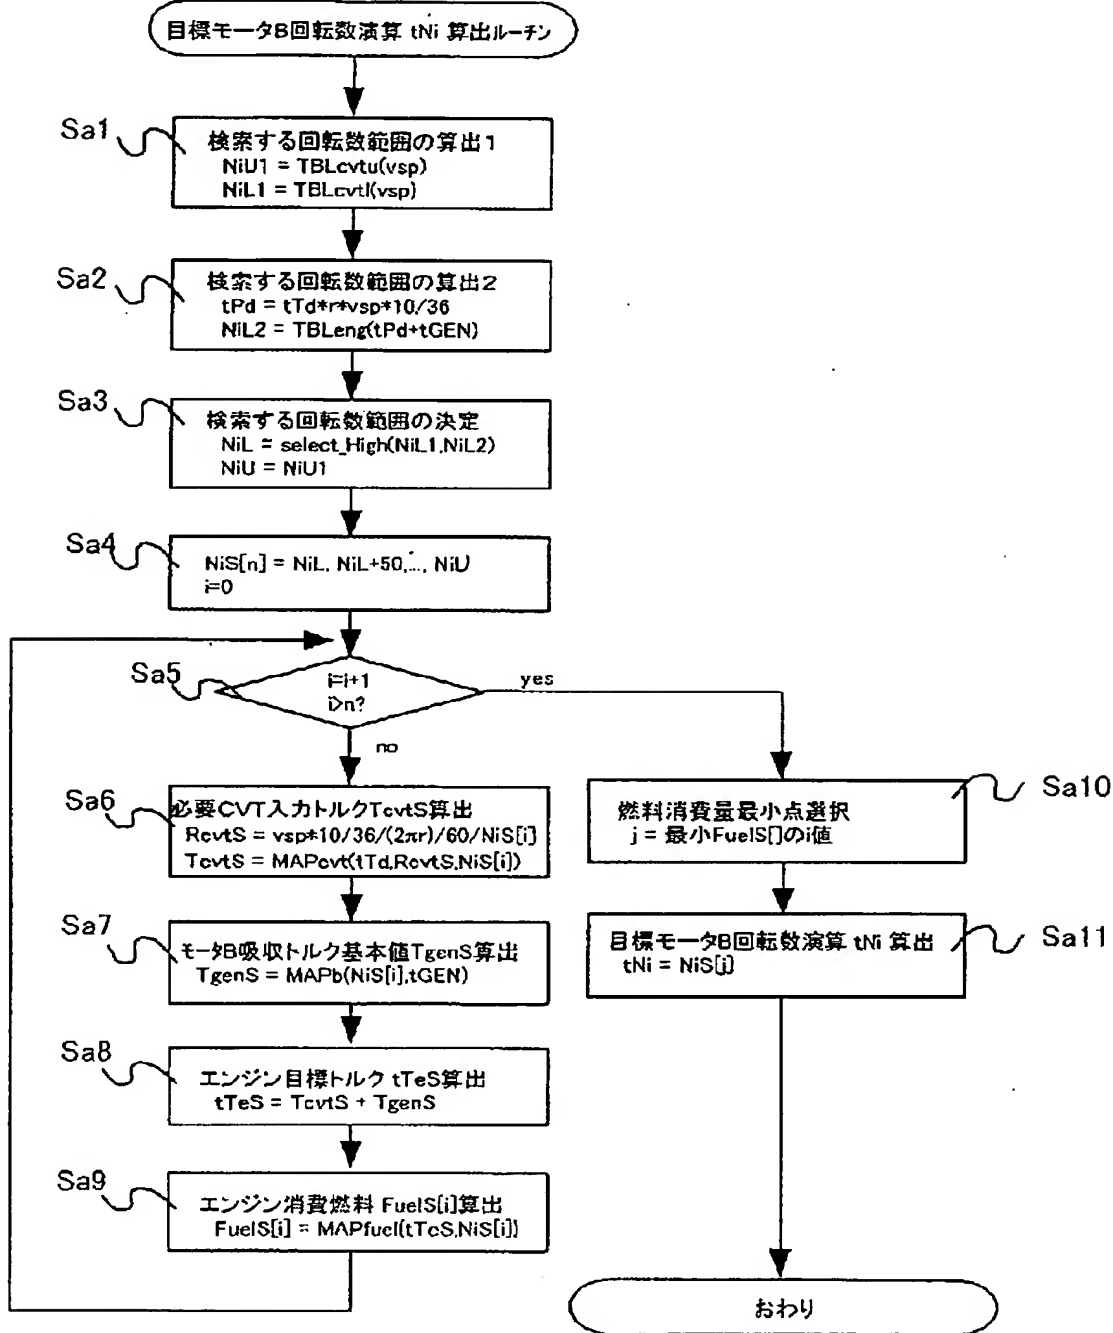 目標モータB回転数演算 tNi 算出ルーチン
Sa1
検索する回転数範囲の算出1
NiU1 = TBLcvtu(vsp)
NiL1 = TBLcvtl(vsp)
Sa2
検索する回転数範囲の算出2
tPd = tTd*r*vsp*10/36
NiL2 = TBLeng(tPd+tGEN)
Sa3
検索する回転数範囲の決定
NiL = select_High(NiL1,NiL2)
NiU = NiU1
Sa4
NiS[n] = NiL, NiL+50,..., NiU
i=0
Sa5
i=i+1
i>n?
yes
no
Sa6
必要CVT入力トルクTcvtS算出
RcvtS = vsp*10/36/(2πr)/60/NiS[i]
TcvtS = MAPcvt(tTd,RcvtS,NiS[i])
Sa7
モータB吸収トルク基本値TgenS算出
TgenS = MAPb(NiS[i],tGEN)
Sa8
エンジン目標トルク tTeS算出
tTeS = TcvtS + TgenS
Sa9
エンジン消費燃料 FuelS[i]算出
FuelS[i] = MAPfuel(tTeS,NiS[i])
Sa10
燃料消費量最小点選択
j = 最小FuelS[]のi値
Sa11
目標モータB回転数演算 tNi 算出
tNi = NiS[j]
おわり